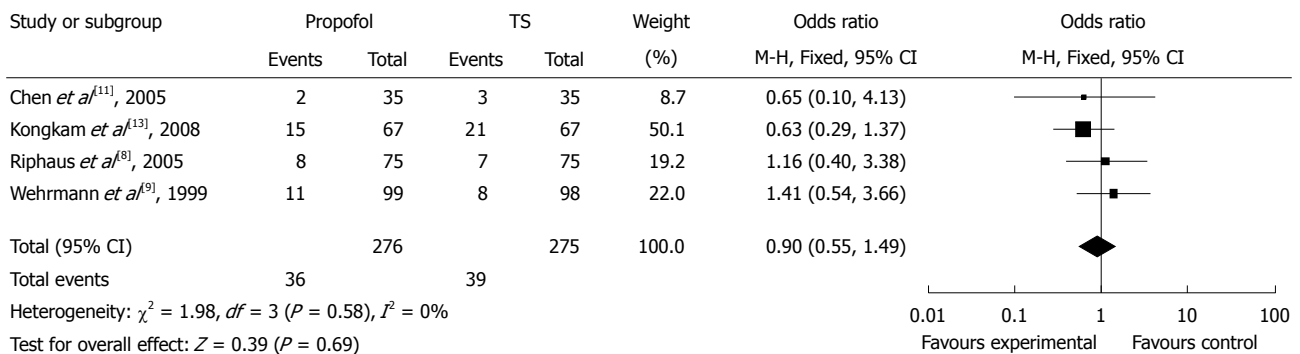 Study or subgroup Propofol TS Weight Odds ratio Odds ratio
Events Total Events Total (%) M-H, Fixed, 95% CI M-H, Fixed, 95% CI
Chen et al[11], 2005 2 35 3 35 8.7 0.65 (0.10, 4.13)
Kongkam et al[13], 2008 15 67 21 67 50.1 0.63 (0.29, 1.37)
Riphaus et al[8], 2005 8 75 7 75 19.2 1.16 (0.40, 3.38)
Wehrmann et al[9], 1999 11 99 8 98 22.0 1.41 (0.54, 3.66)
Total (95% CI) 276 275 100.0 0.90 (0.55, 1.49)
Total events 36 39
Heterogeneity: χ² = 1.98, df = 3 (P = 0.58), I² = 0%
Test for overall effect: Z = 0.39 (P = 0.69)
0.01 0.1 1 10 100
Favours experimental Favours control